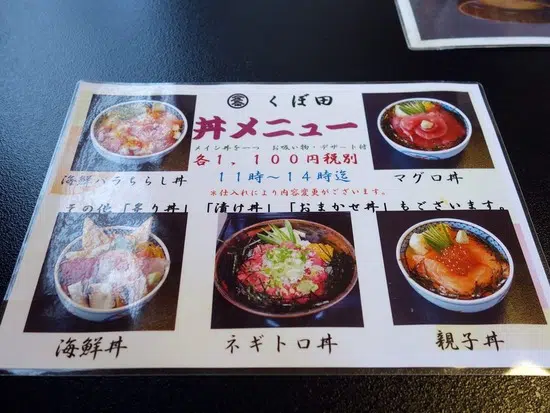 くぼ田
丼メニュー
メイン丼を一つ お吸い物・デザート付
各1,100円税別
11時～14時迄
※仕入れにより内容変更がございます。
海鮮バラちらし丼
マグロ丼
その他「炙り丼」「漬け丼」「おまかせ丼」もございます。
海鮮丼
ネギトロ丼
親子丼